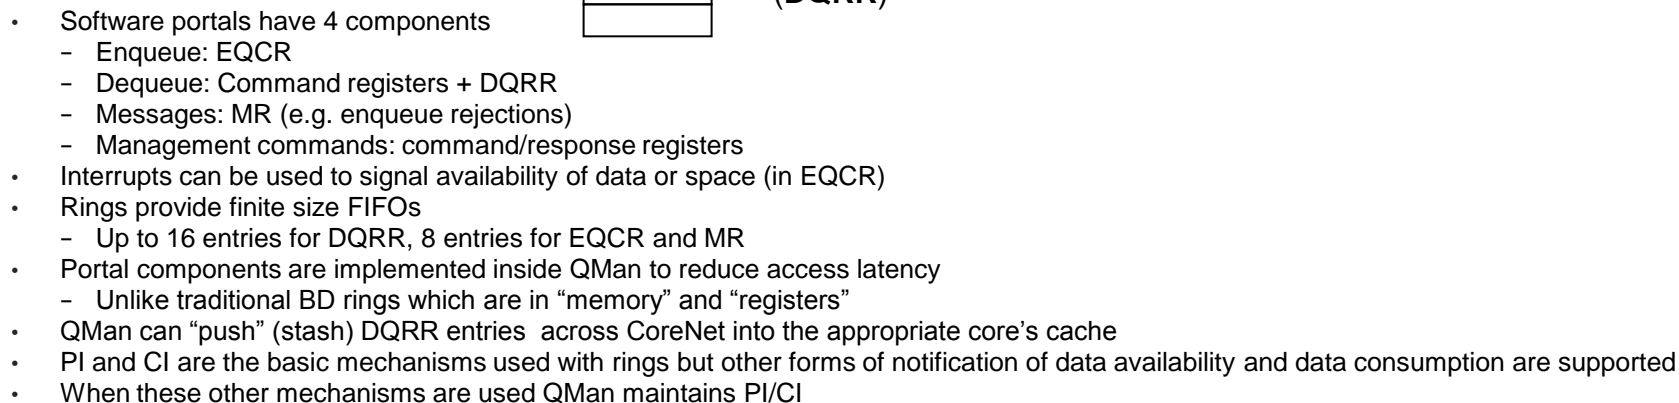 (DQRR)
• Software portals have 4 components
– Enqueue: EQCR
– Dequeue: Command registers + DQRR
– Messages: MR (e.g. enqueue rejections)
– Management commands: command/response registers
• Interrupts can be used to signal availability of data or space (in EQCR)
• Rings provide finite size FIFOs
– Up to 16 entries for DQRR, 8 entries for EQCR and MR
• Portal components are implemented inside QMan to reduce access latency
– Unlike traditional BD rings which are in “memory” and “registers”
• QMan can “push” (stash) DQRR entries across CoreNet into the appropriate core’s cache
• PI and CI are the basic mechanisms used with rings but other forms of notification of data availability and data consumption are supported
• When these other mechanisms are used QMan maintains PI/CI